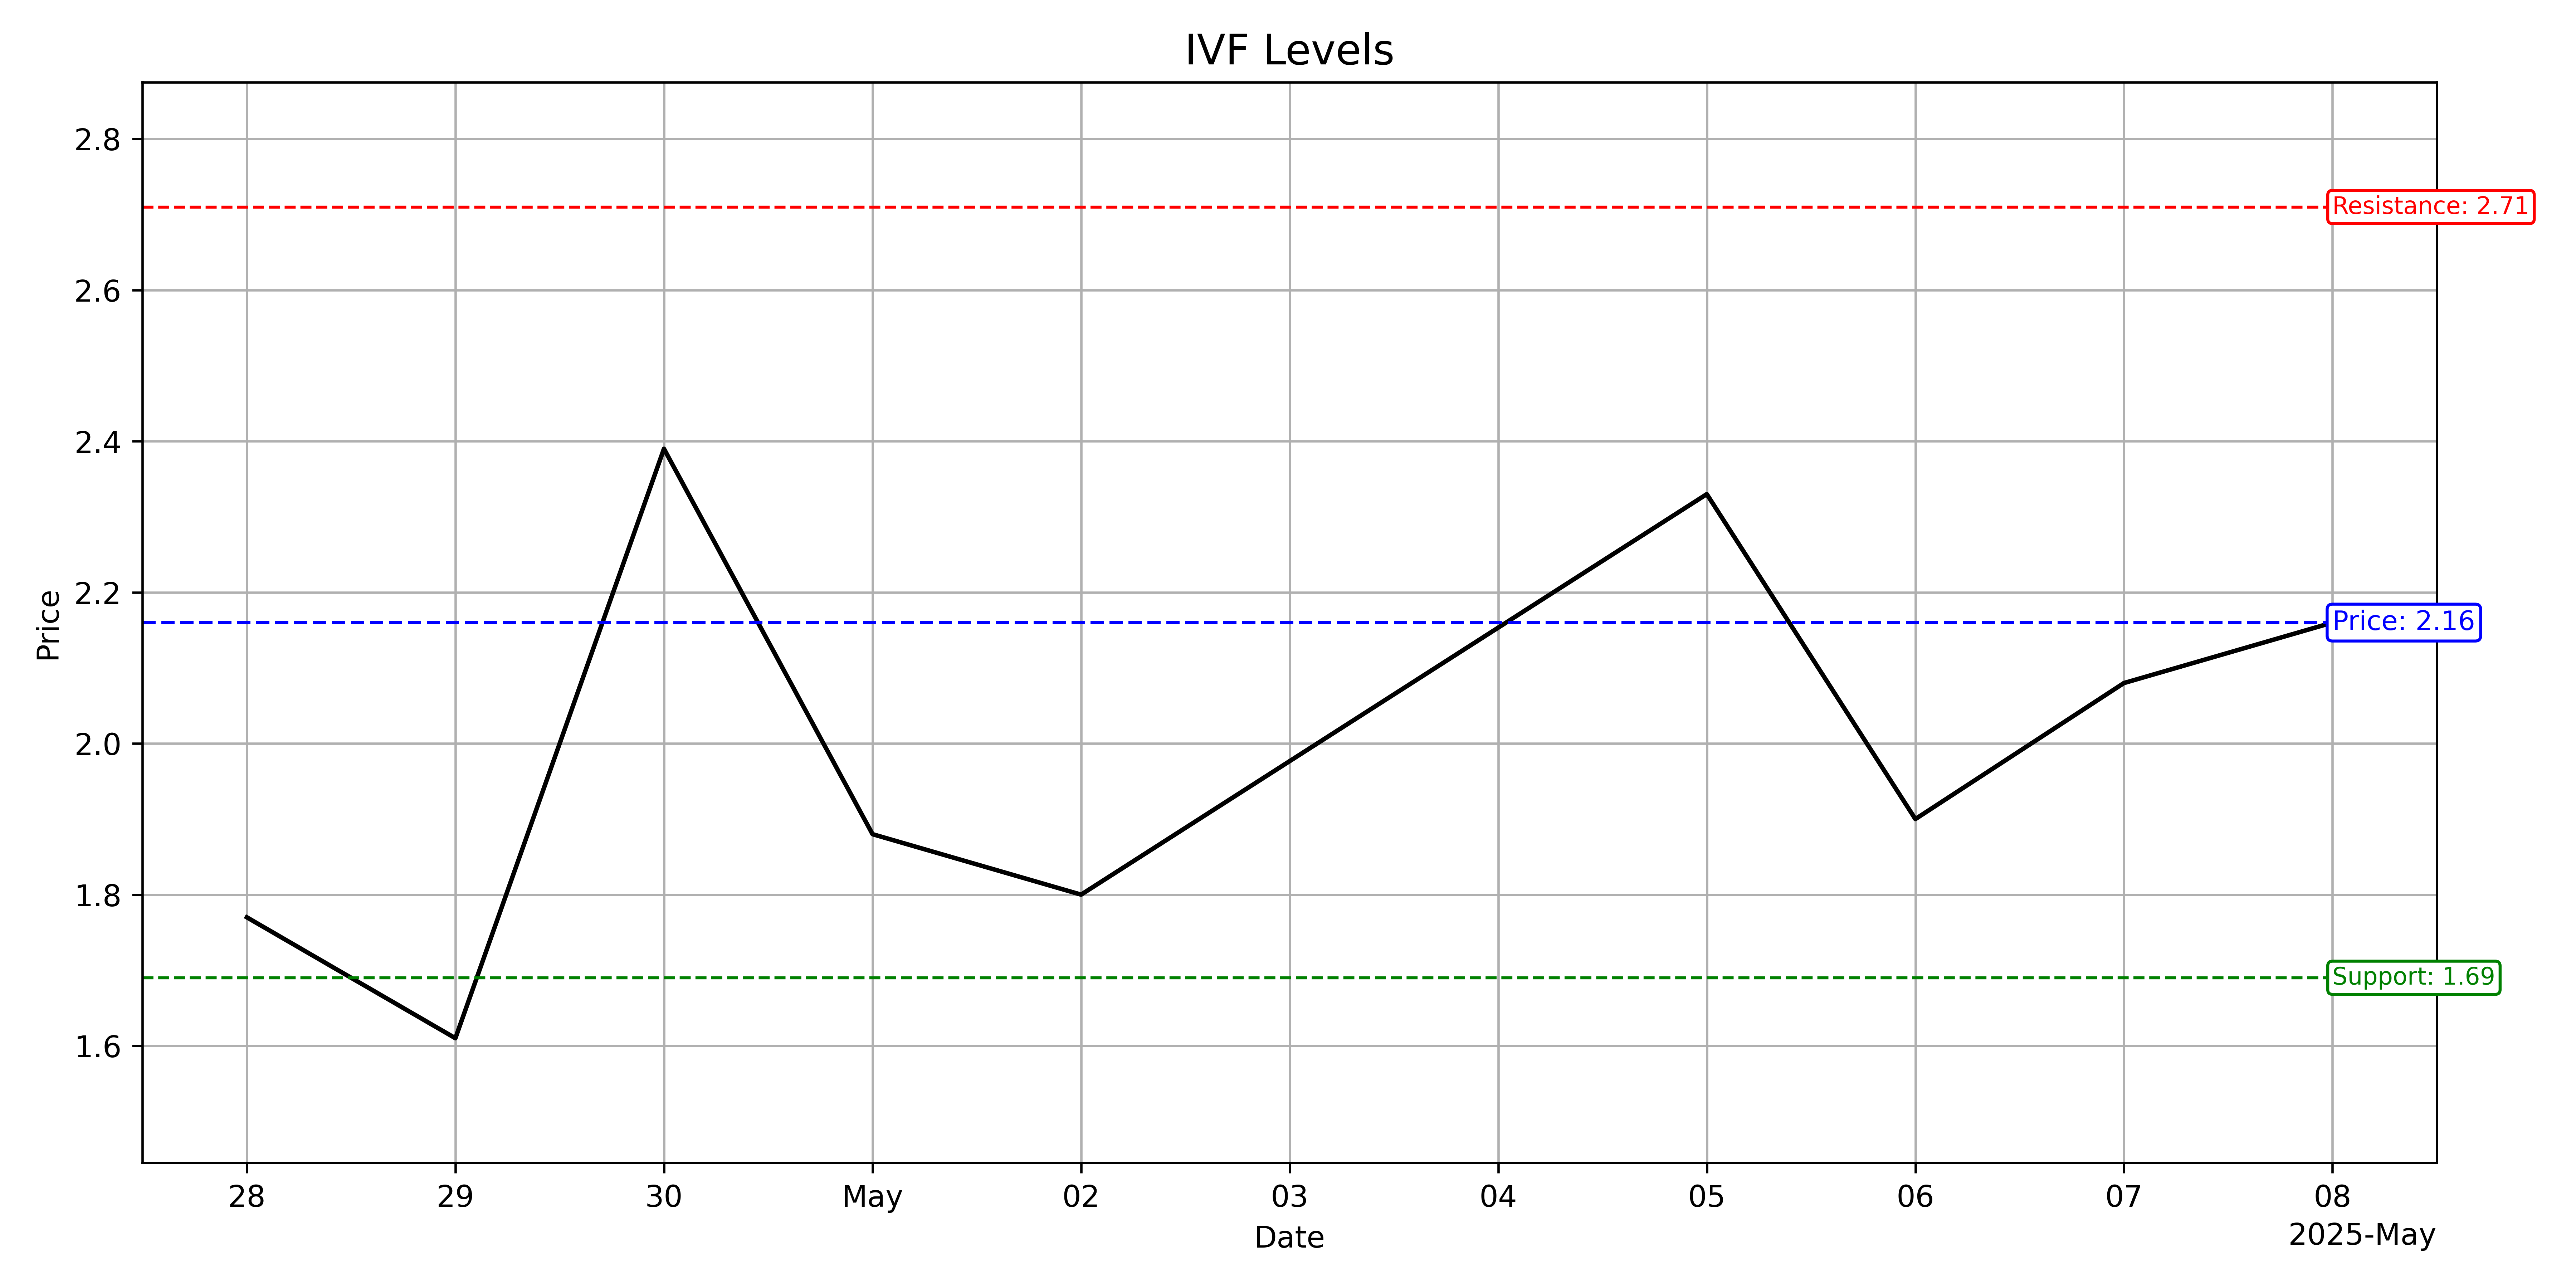 IVF Levels
Price
2.8
2.6
2.4
2.2
2.0
1.8
1.6
Resistance: 2.71
Price: 2.16
Support: 1.69
28 29 30 May 02 03 04 05 06 07 08
Date
2025-May